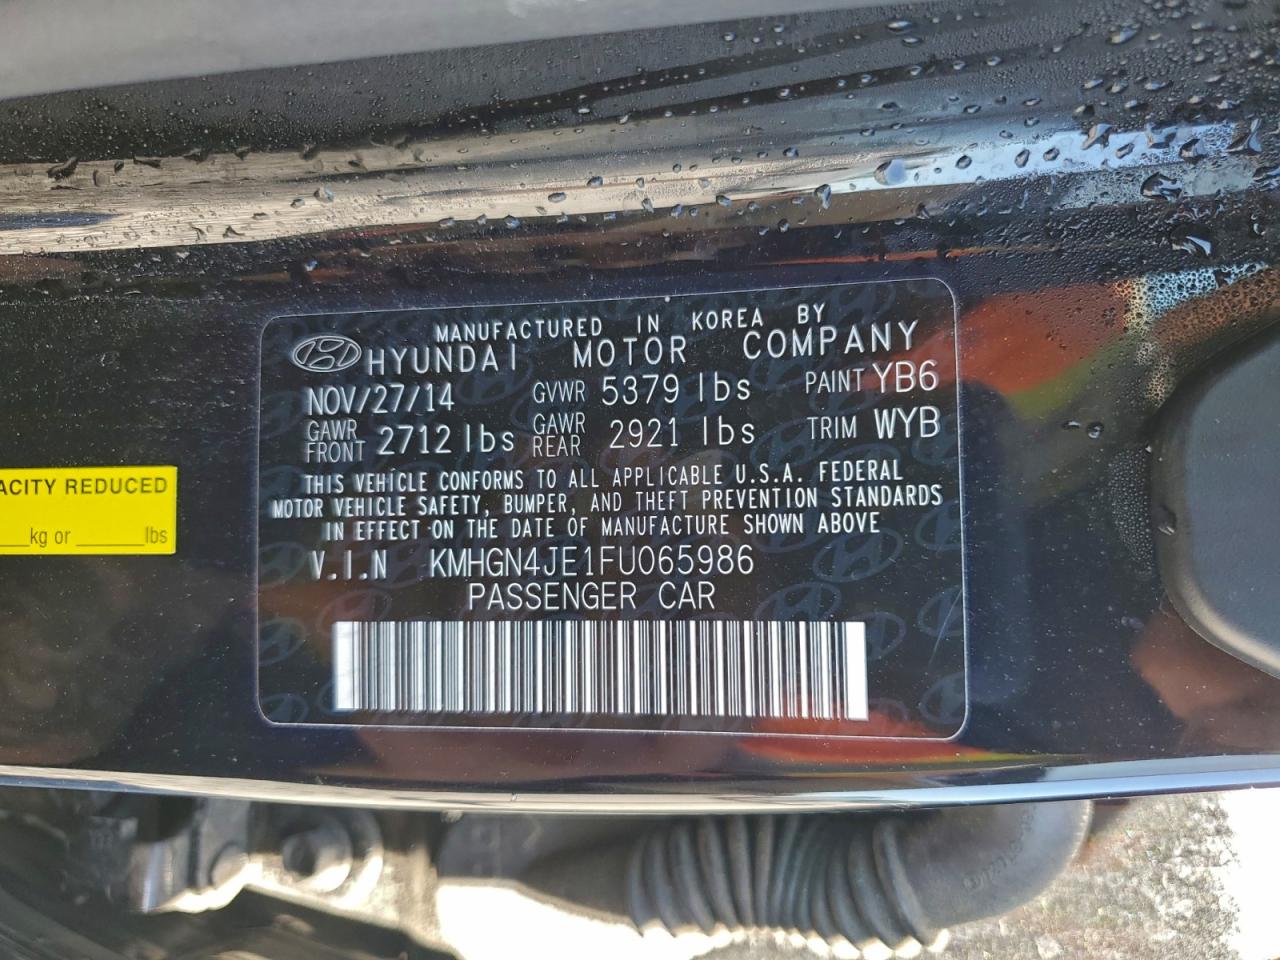 MANUFACTURED IN KOREA BY
HYUNDAI MOTOR COMPANY
NOV/27/14 GVWR 5379 lbs PAINT YB6
GAWR FRONT 2712 lbs GAWR REAR 2921 lbs TRIM WYB
THIS VEHICLE CONFORMS TO ALL APPLICABLE U.S.A. FEDERAL
MOTOR VEHICLE SAFETY, BUMPER, AND THEFT PREVENTION STANDARDS
IN EFFECT ON THE DATE OF MANUFACTURE SHOWN ABOVE
V.I.N KMHGN4JE1FU065986
PASSENGER CAR
ACITY REDUCED
____kg or ________lbs